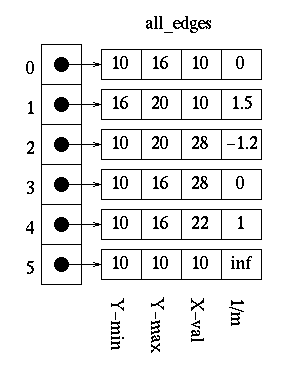 all_edges
0 10 16 10 0
1 16 20 10 1.5
2 10 20 28 -1.2
3 10 16 28 0
4 10 16 22 1
5 10 10 10 inf
Y-min Y-max X-val 1/m